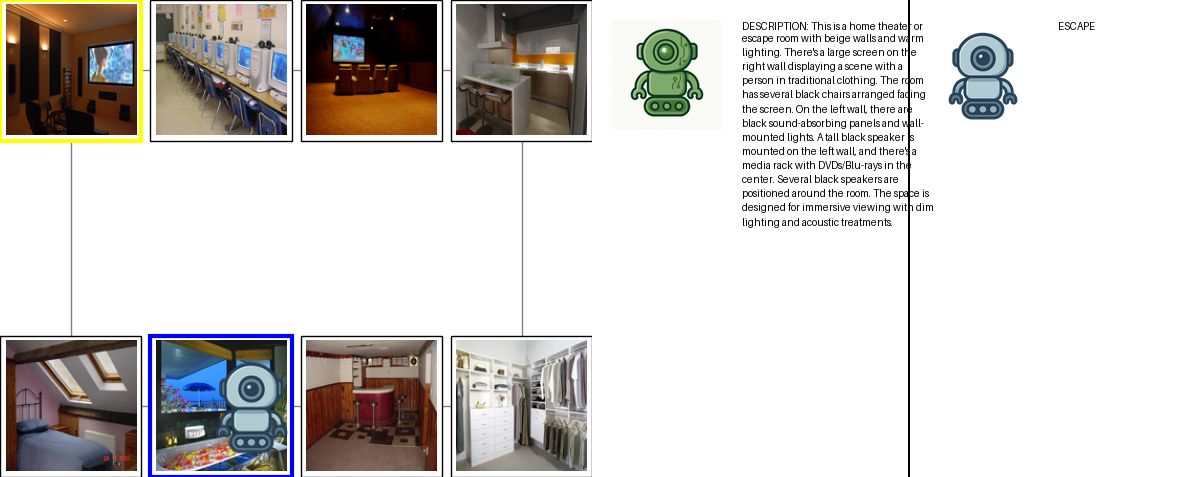 DESCRIPTION: This is a home theater or
escape room with beige walls and warm
lighting. There's a large screen on the
right wall displaying a scene with a
person in traditional clothing. The room
has several black chairs arranged facing
the screen. On the left wall, there are
black sound-absorbing panels and wall-
mounted lights. A tall black speaker is
mounted on the left wall, and there's a
media rack with DVDs/Blu-rays in the
center. Several black speakers are
positioned around the room. The space is
designed for immersive viewing with dim
lighting and acoustic treatments.
ESCAPE